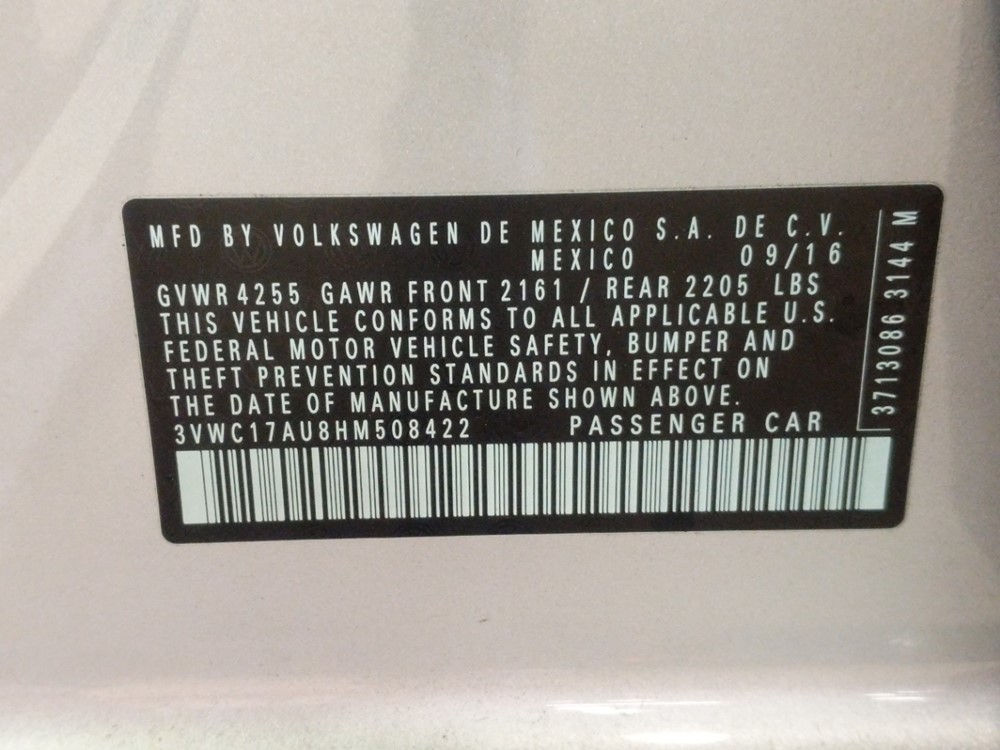 MFD BY VOLKSWAGEN DE MEXICO S.A. DE C.V.
MEXICO 09/16
GVWR 4255 GAWR FRONT 2161 / REAR 2205 LBS
THIS VEHICLE CONFORMS TO ALL APPLICABLE U.S.
FEDERAL MOTOR VEHICLE SAFETY, BUMPER AND
THEFT PREVENTION STANDARDS IN EFFECT ON
THE DATE OF MANUFACTURE SHOWN ABOVE.
3VWC17AU8HM508422 PASSENGER CAR
3713086 3144 M